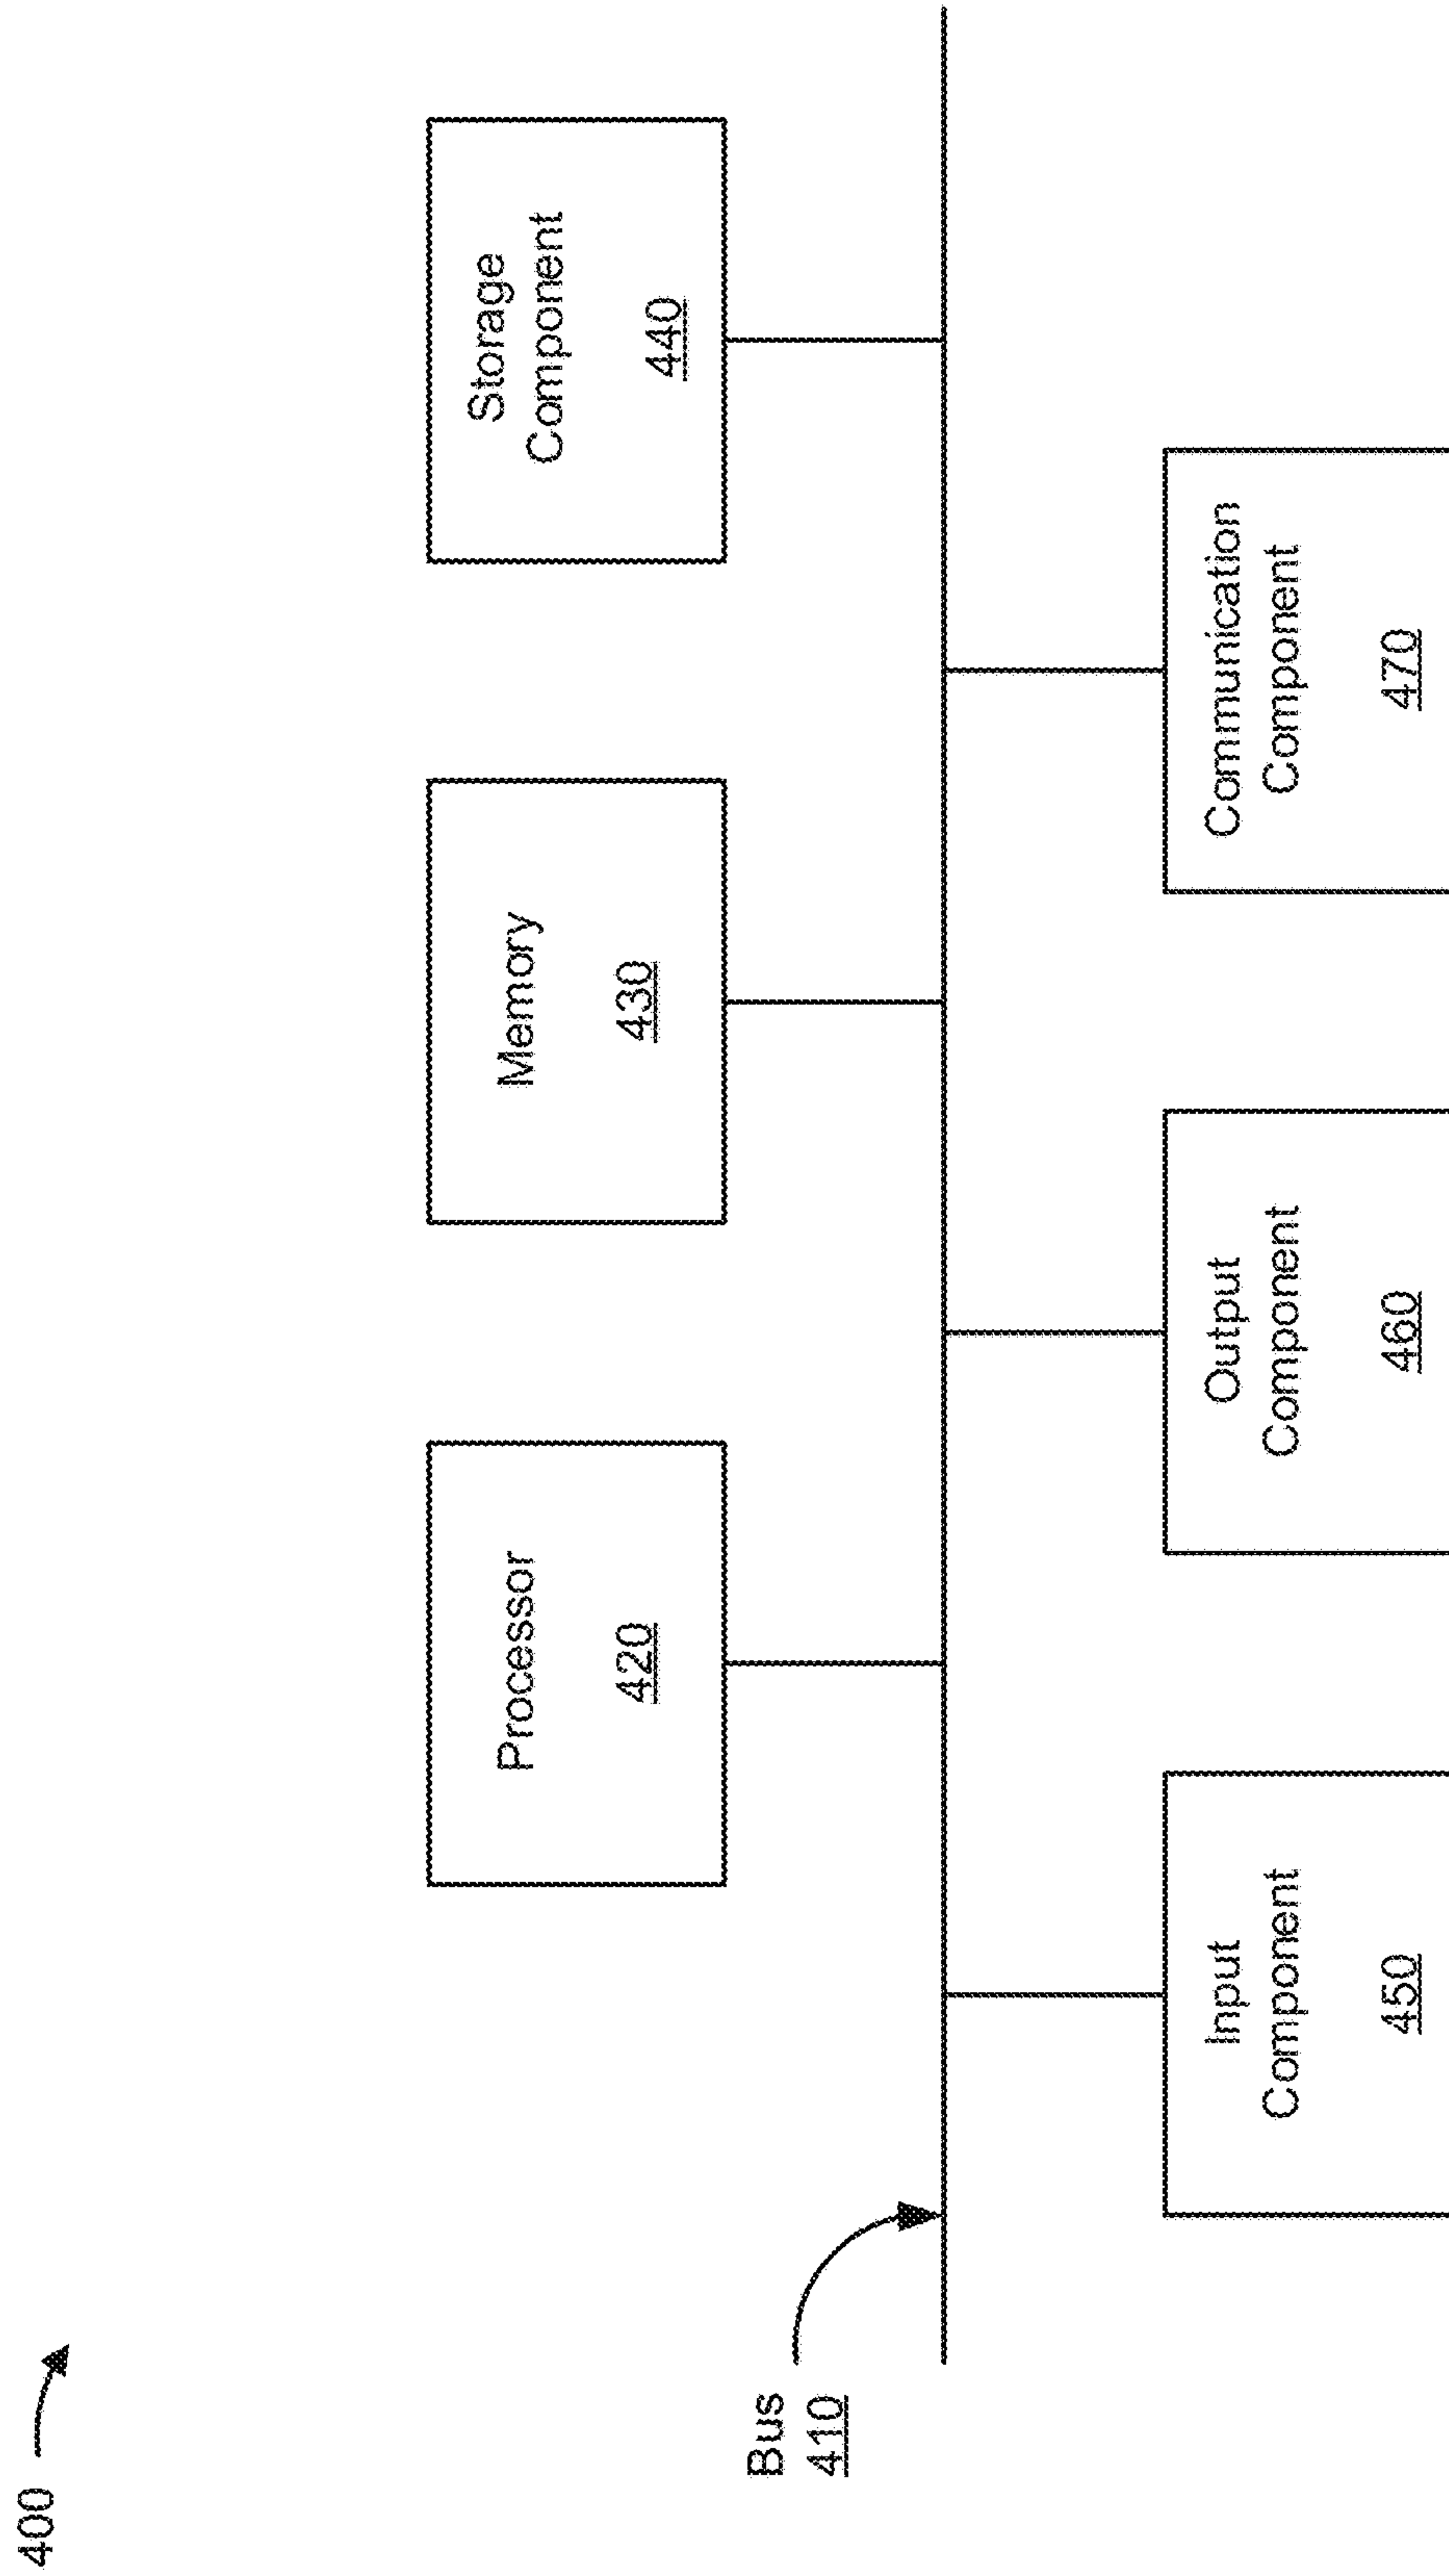 400
Bus
410
Processor
420
Memory
430
Storage
Component
440
Input
Component
450
Output
Component
460
Communication
Component
470